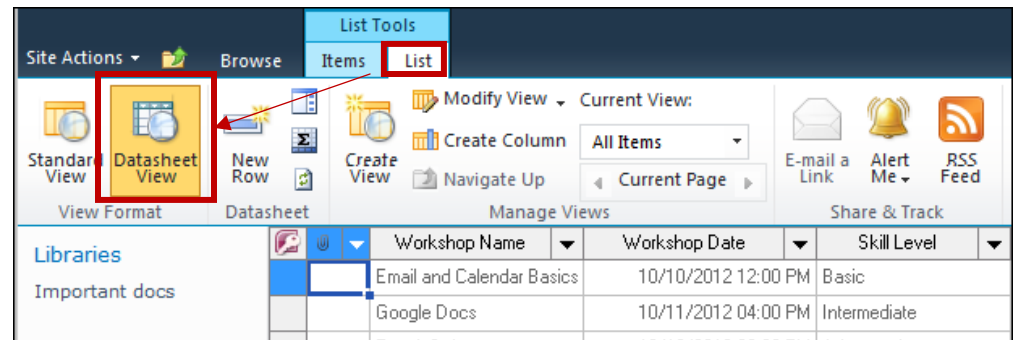 List Tools
Site Actions Browse Items List
Modify View Current View:
Create Column All Items
Standard View Datasheet View New Row Create View Navigate Up Current Page E-mail a Link Alert Me RSS Feed
View Format Datasheet Manage Views Share & Track
Libraries
Important docs
Workshop Name Workshop Date Skill Level
Email and Calendar Basics 10/10/2012 12:00 PM Basic
Google Docs 10/11/2012 04:00 PM Intermediate